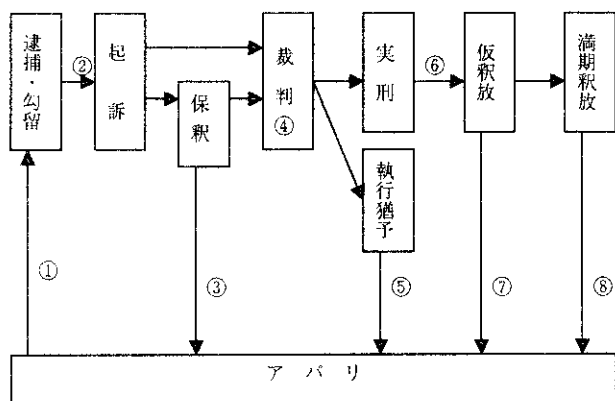 逮捕・勾留
②
起訴
保釈
裁判
④
実刑
⑥
仮釈放
満期釈放
執行猶予
①
③
⑤
⑦
⑧
アパリ